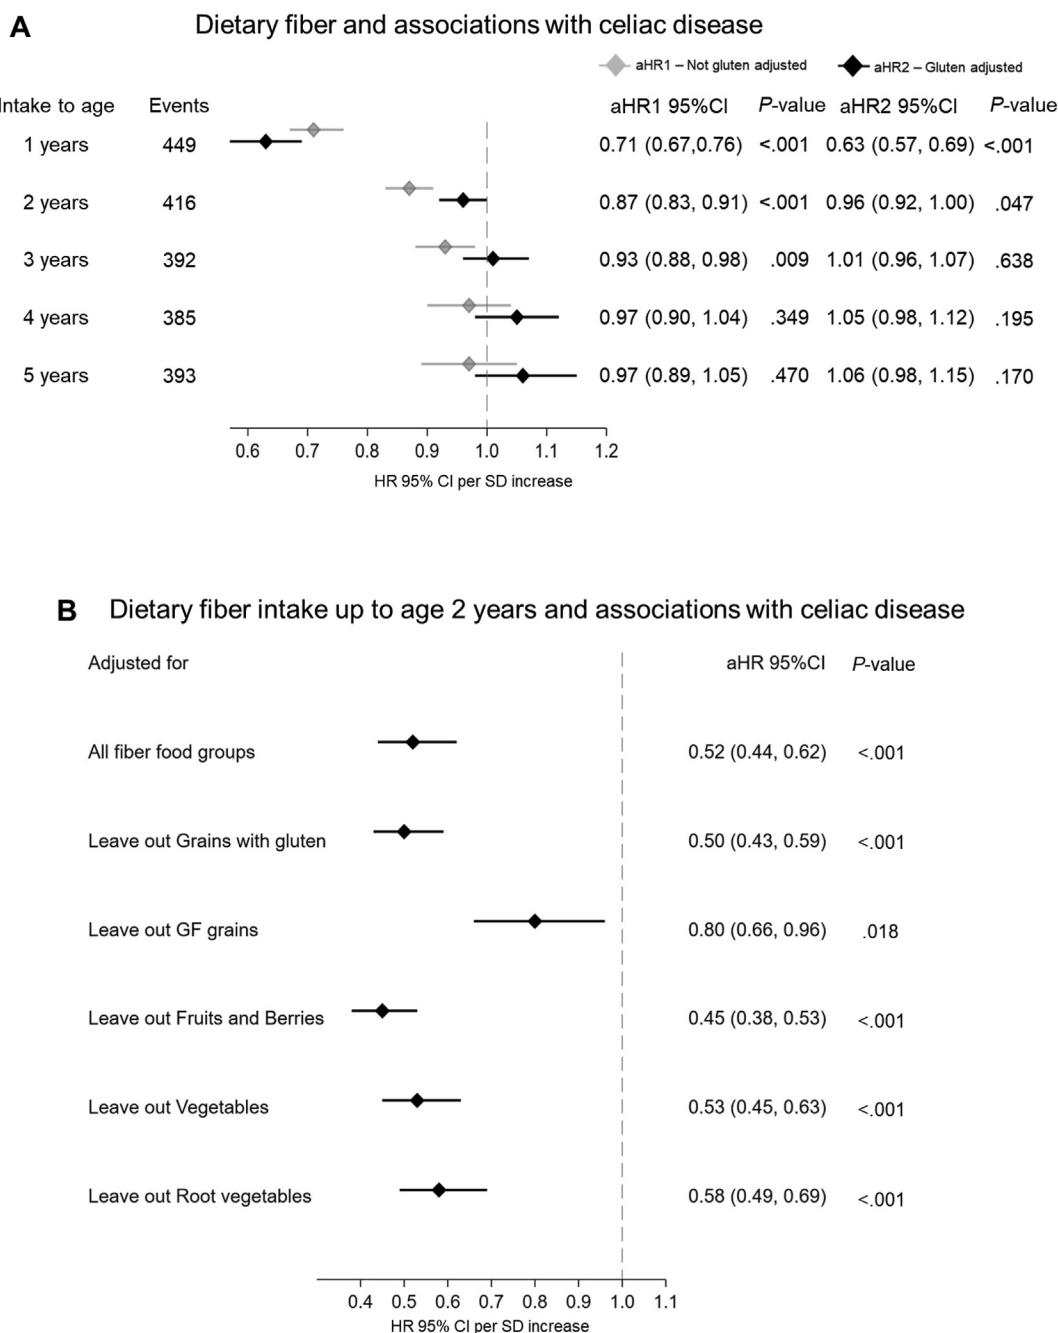 A Dietary fiber and associations with celiac disease
aHR1 – Not gluten adjusted aHR2 – Gluten adjusted
Intake to age Events aHR1 95%CI P-value aHR2 95%CI P-value
1 years 449 0.71 (0.67,0.76) <.001 0.63 (0.57, 0.69) <.001
2 years 416 0.87 (0.83, 0.91) <.001 0.96 (0.92, 1.00) .047
3 years 392 0.93 (0.88, 0.98) .009 1.01 (0.96, 1.07) .638
4 years 385 0.97 (0.90, 1.04) .349 1.05 (0.98, 1.12) .195
5 years 393 0.97 (0.89, 1.05) .470 1.06 (0.98, 1.15) .170
0.6 0.7 0.8 0.9 1.0 1.1 1.2
HR 95% CI per SD increase
B Dietary fiber intake up to age 2 years and associations with celiac disease
Adjusted for aHR 95%CI P-value
All fiber food groups 0.52 (0.44, 0.62) <.001
Leave out Grains with gluten 0.50 (0.43, 0.59) <.001
Leave out GF grains 0.80 (0.66, 0.96) .018
Leave out Fruits and Berries 0.45 (0.38, 0.53) <.001
Leave out Vegetables 0.53 (0.45, 0.63) <.001
Leave out Root vegetables 0.58 (0.49, 0.69) <.001
0.4 0.5 0.6 0.7 0.8 0.9 1.0 1.1
HR 95% CI per SD increase